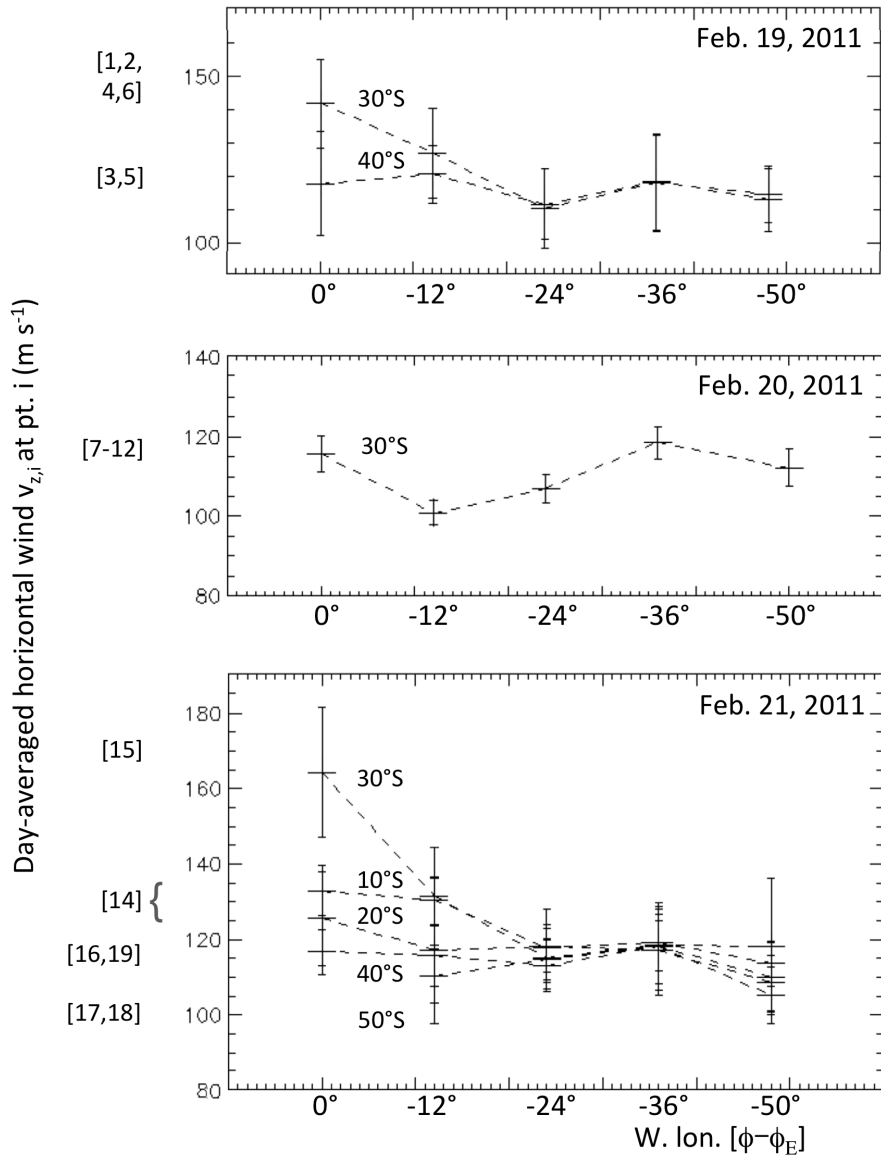 Day-averaged horizontal wind v_z,i at pt. i (m s⁻¹)
Feb. 19, 2011
[1,2,
4,6]
[3,5]
150
100
30°S
40°S
0° -12° -24° -36° -50°
Feb. 20, 2011
[7-12]
140
120
100
80
30°S
0° -12° -24° -36° -50°
Feb. 21, 2011
[15]
[14] {
[16,19]
[17,18]
180
160
140
120
100
80
30°S
10°S
20°S
40°S
50°S
0° -12° -24° -36° -50°
W. lon. [ϕ−ϕ_E]